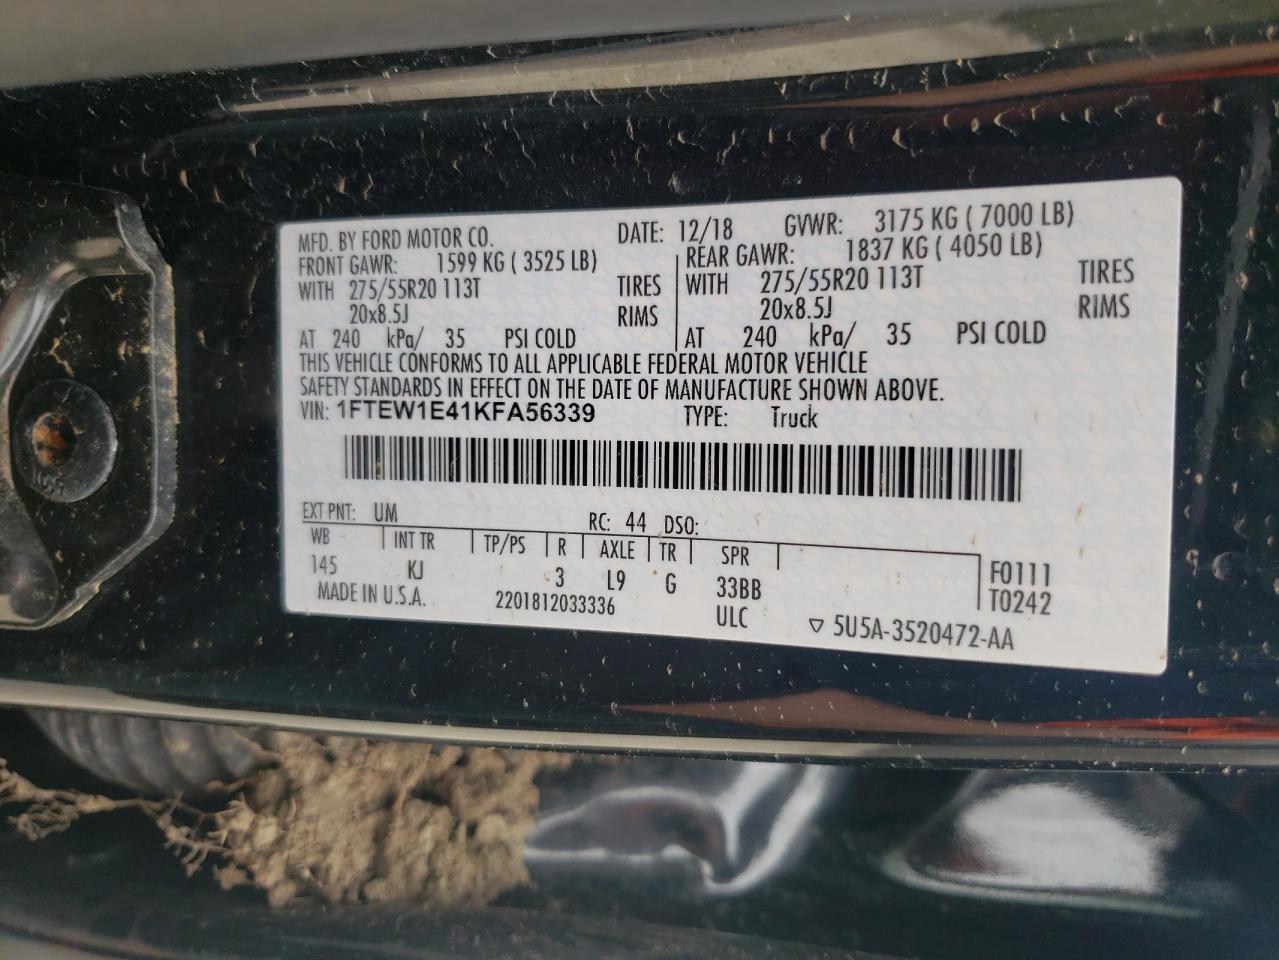 MFD. BY FORD MOTOR CO. DATE: 12/18 GVWR: 3175 KG ( 7000 LB)
FRONT GAWR: 1599 KG ( 3525 LB) REAR GAWR: 1837 KG ( 4050 LB)
WITH 275/55R20 113T TIRES WITH 275/55R20 113T TIRES
20x8.5J RIMS 20x8.5J RIMS
AT 240 kPa/ 35 PSI COLD AT 240 kPa/ 35 PSI COLD
THIS VEHICLE CONFORMS TO ALL APPLICABLE FEDERAL MOTOR VEHICLE
SAFETY STANDARDS IN EFFECT ON THE DATE OF MANUFACTURE SHOWN ABOVE.
VIN: 1FTEW1E41KFA56339 TYPE: Truck
EXT PNT: UM RC: 44 DSO:
WB INT TR TP/PS R AXLE TR SPR
145 KJ 3 L9 G 33BB F0111
MADE IN U.S.A. 2201812033336 ULC T0242
▽ 5U5A-3520472-AA